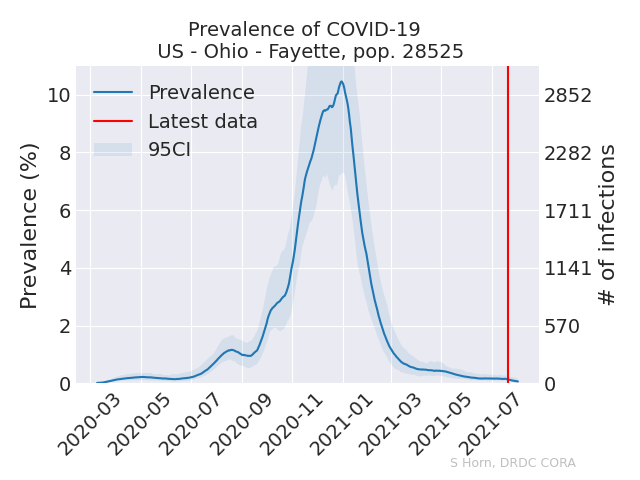 Prevalence of COVID-19
US - Ohio - Fayette, pop. 28525
Prevalence
Latest data
95CI
Prevalence (%)
10
8
6
4
2
0
2852
2282
1711
1141
570
0
# of infections
2020-03
2020-05
2020-07
2020-09
2020-11
2021-01
2021-03
2021-05
2021-07
S Horn, DRDC CORA